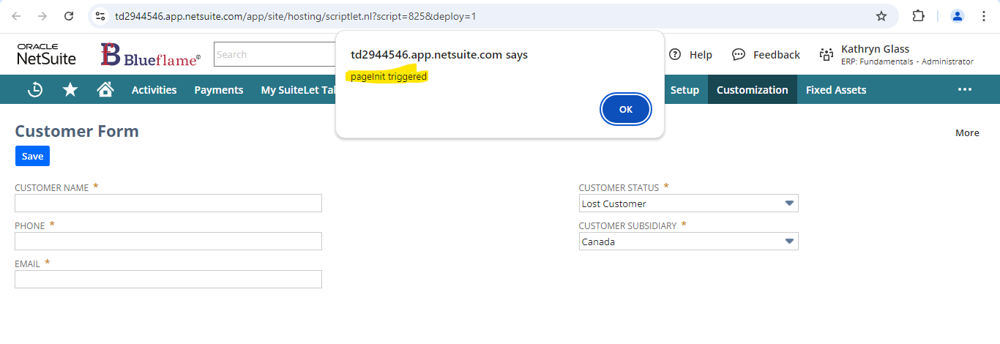 td2944546.app.netsuite.com/app/site/hosting/scriptlet.nl?script=825&deploy=1
td2944546.app.netsuite.com says
pageInit triggered
OK
ORACLE
NETSUITE
Blueflame®
Search
Help
Feedback
Kathryn Glass
ERP: Fundamentals - Administrator
Activities Payments My SuiteLet Setup Customization Fixed Assets
Customer Form
More
Save
CUSTOMER NAME *
CUSTOMER STATUS *
Lost Customer
PHONE *
CUSTOMER SUBSIDIARY *
Canada
EMAIL *